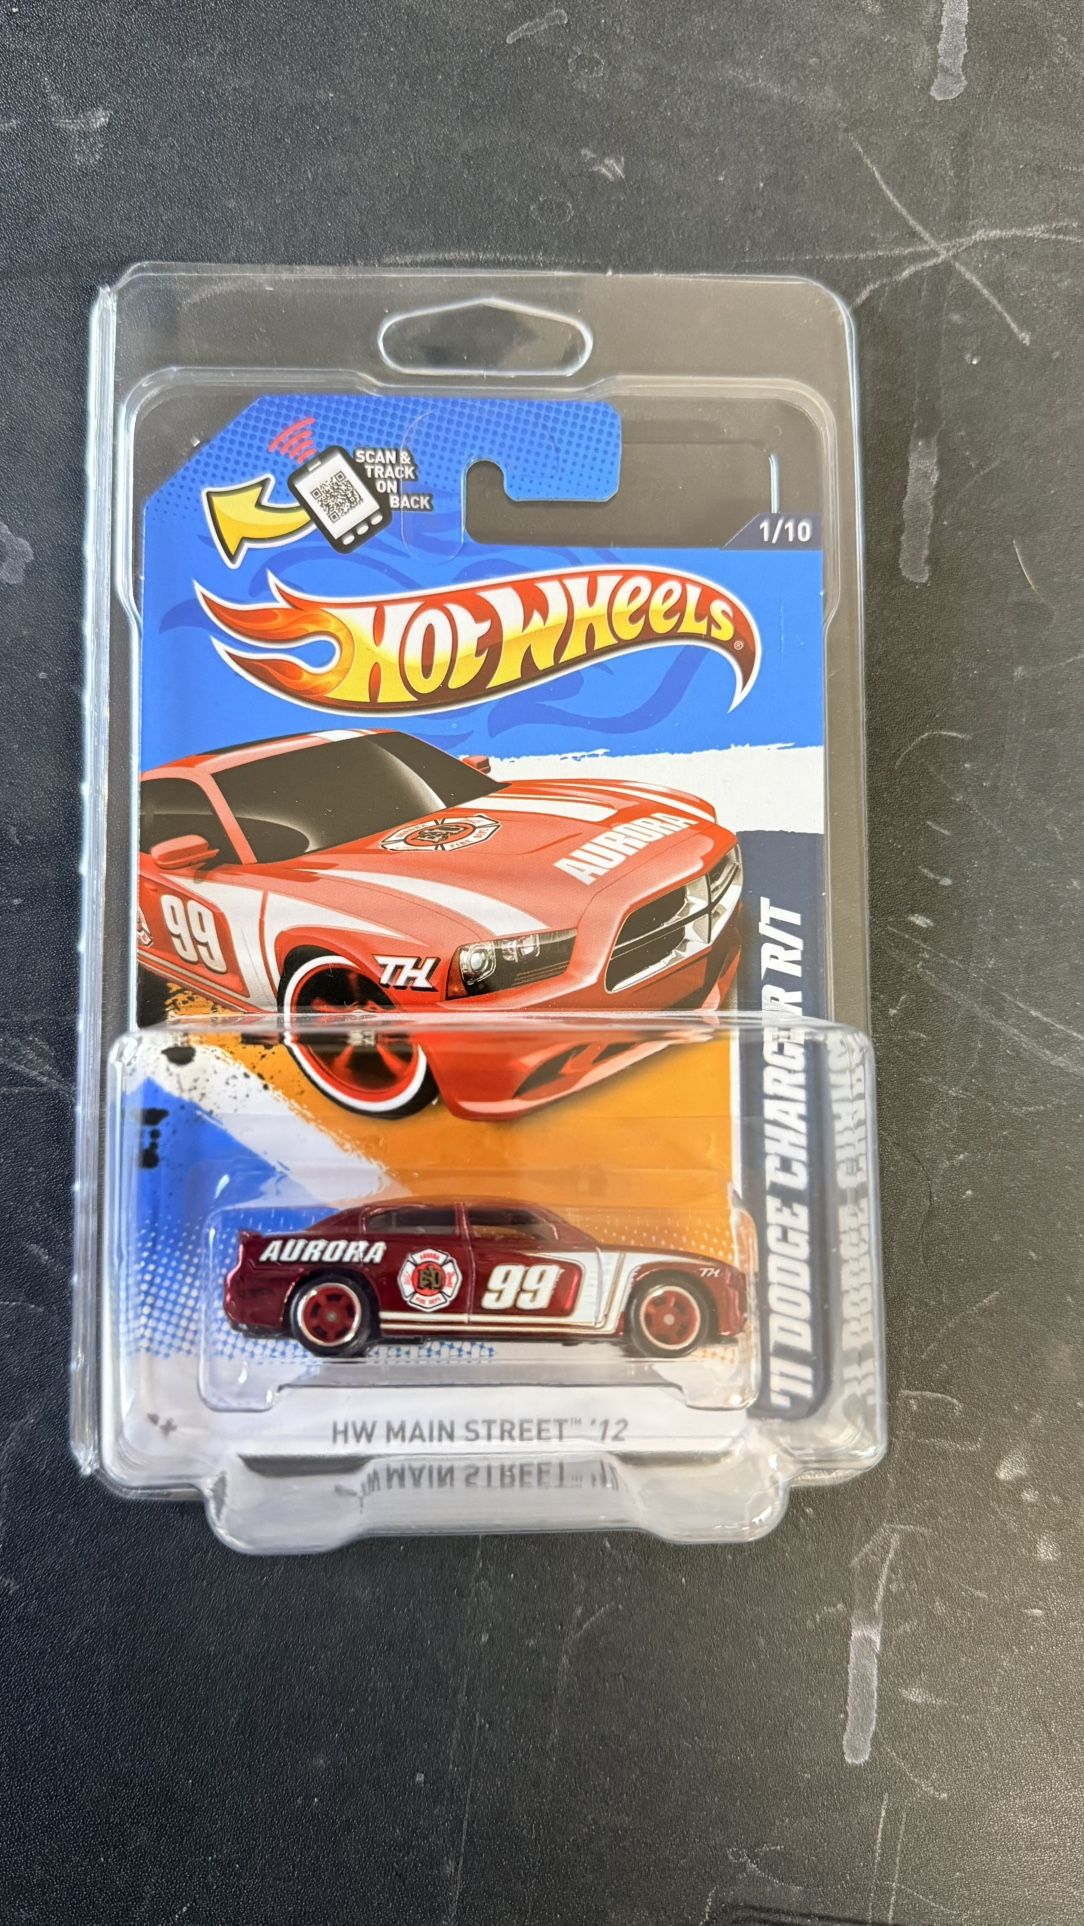 SCAN &
TRACK
ON
BACK
1/10
HOT WHEELS®
AURORA
99
TH
'11 DODGE CHARGER R/T
AURORA
99
TH
HW MAIN STREET™ '12